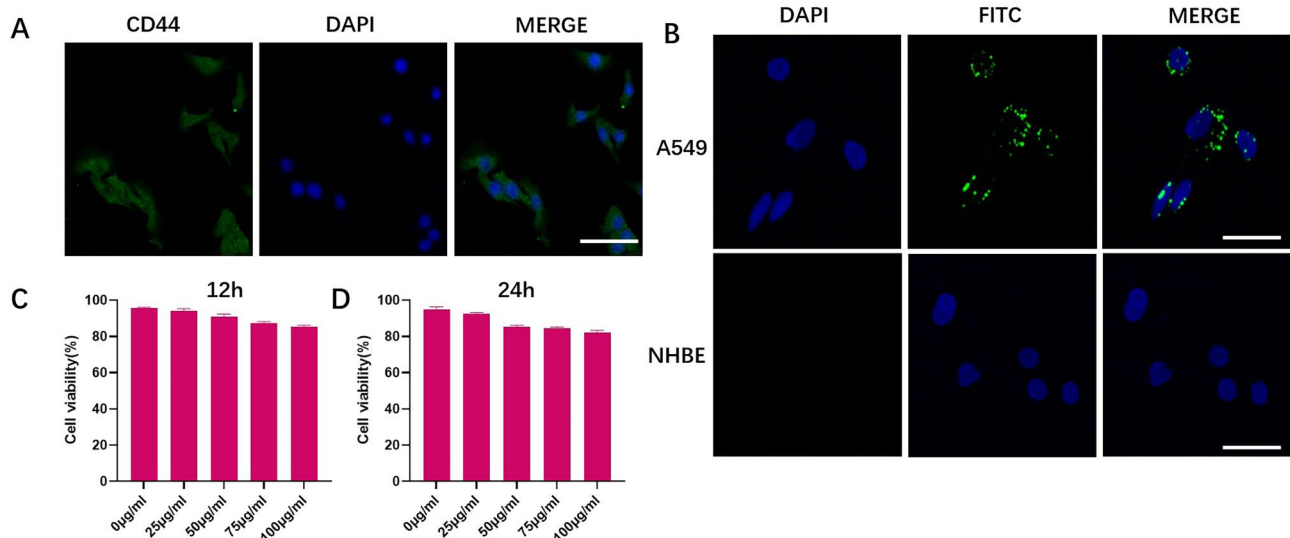 A
CD44
DAPI
MERGE
B
DAPI
FITC
MERGE
A549
NHBE
C
12h
Cell viability(%)
100
80
60
40
20
0
0μg/ml
25μg/ml
50μg/ml
75μg/ml
100μg/ml
D
24h
Cell viability(%)
100
80
60
40
20
0
0μg/ml
25μg/ml
50μg/ml
75μg/ml
100μg/ml